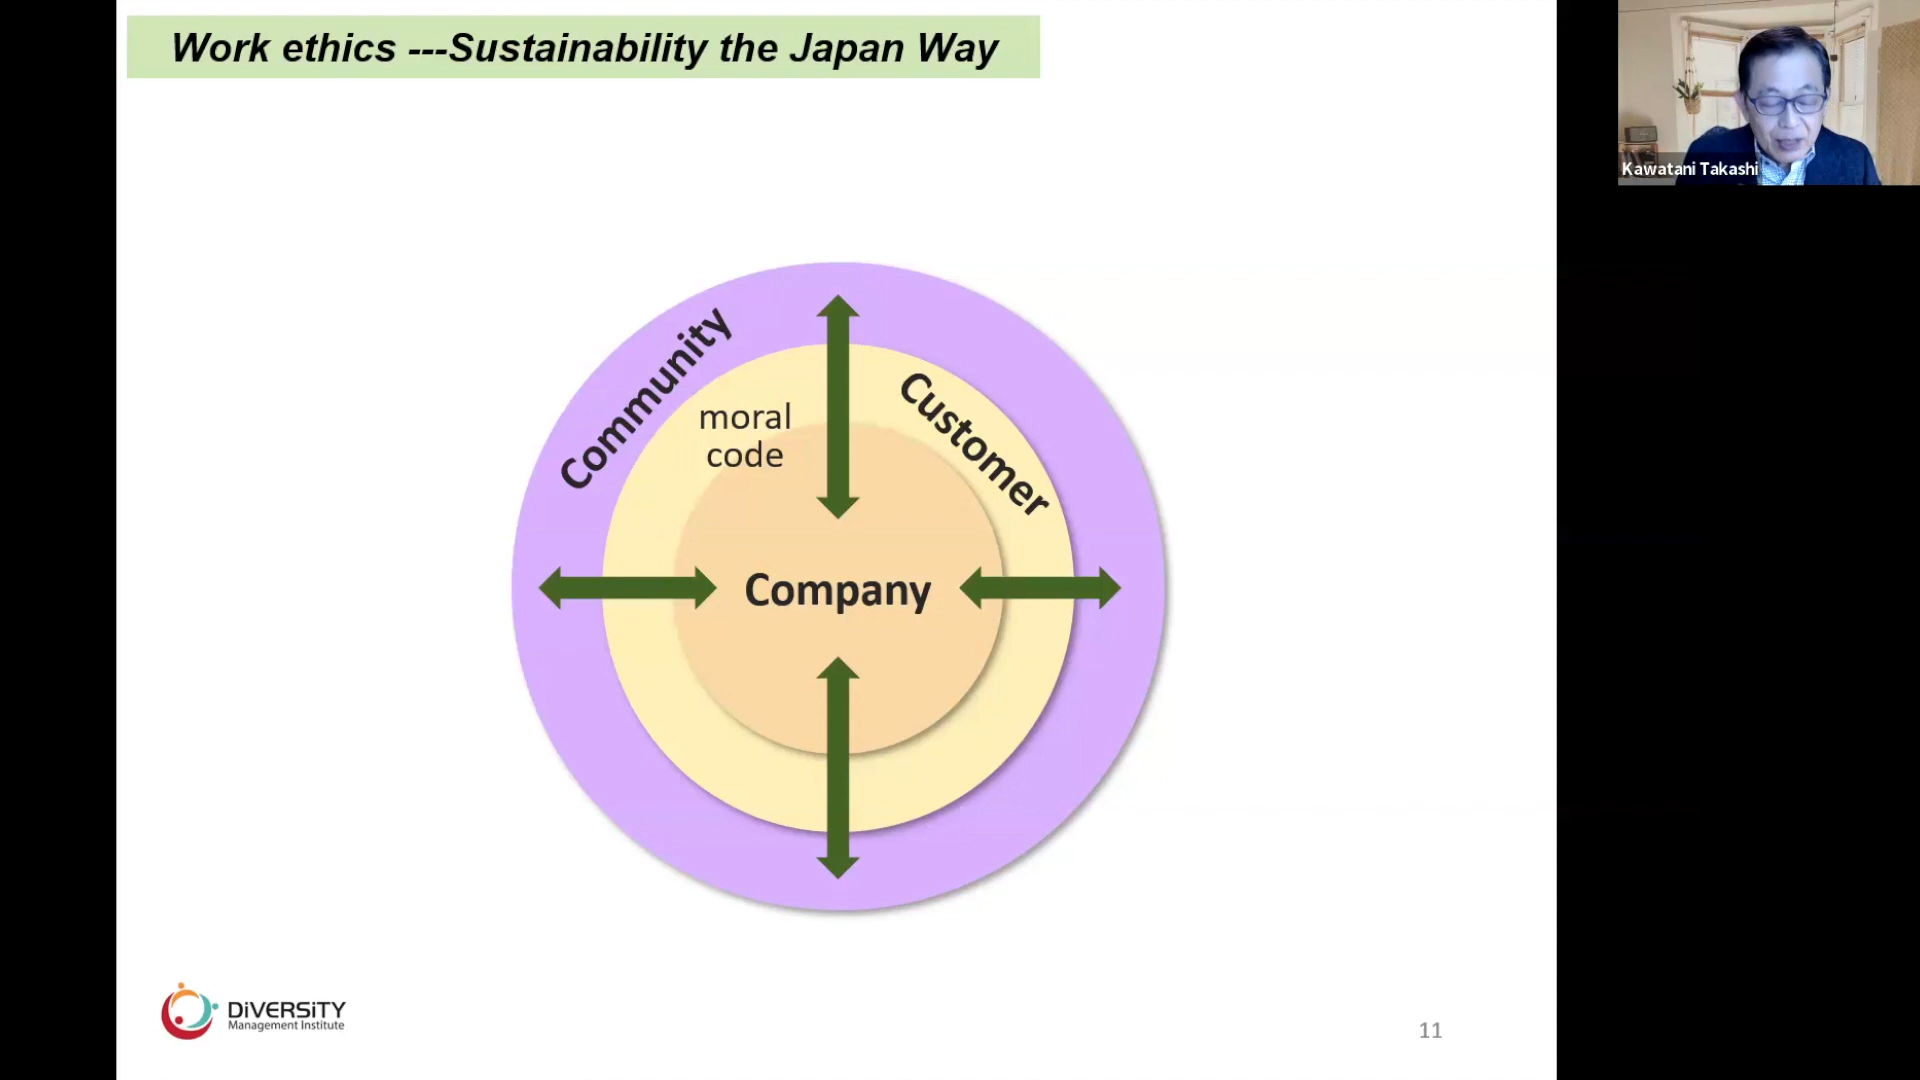 Work ethics ---Sustainability the Japan Way
Kawatani Takashi
Community
moral
code
Customer
Company
DiVERSiTY
Management Institute
11